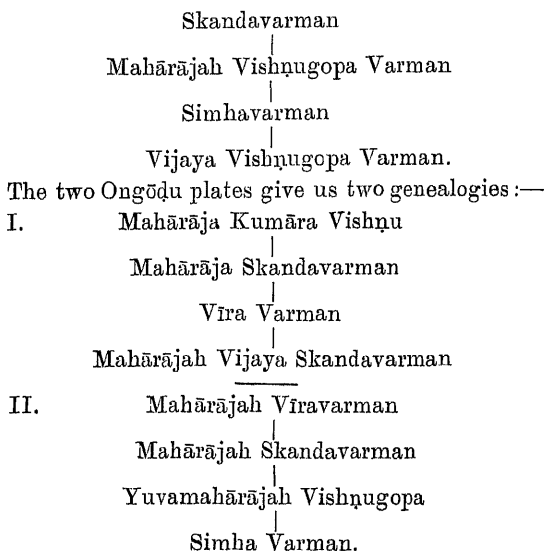 Skandavarman
Mahārājah Vishṇugopa Varman
Simhavarman
Vijaya Vishṇugopa Varman.
The two Ongōḍu plates give us two genealogies :—
I. Mahārāja Kumāra Vishṇu
Mahārāja Skandavarman
Vīra Varman
Mahārājah Vijaya Skandavarman
II. Mahārājah Vīravarman
Mahārājah Skandavarman
Yuvamahārājah Vishṇugopa
Simha Varman.